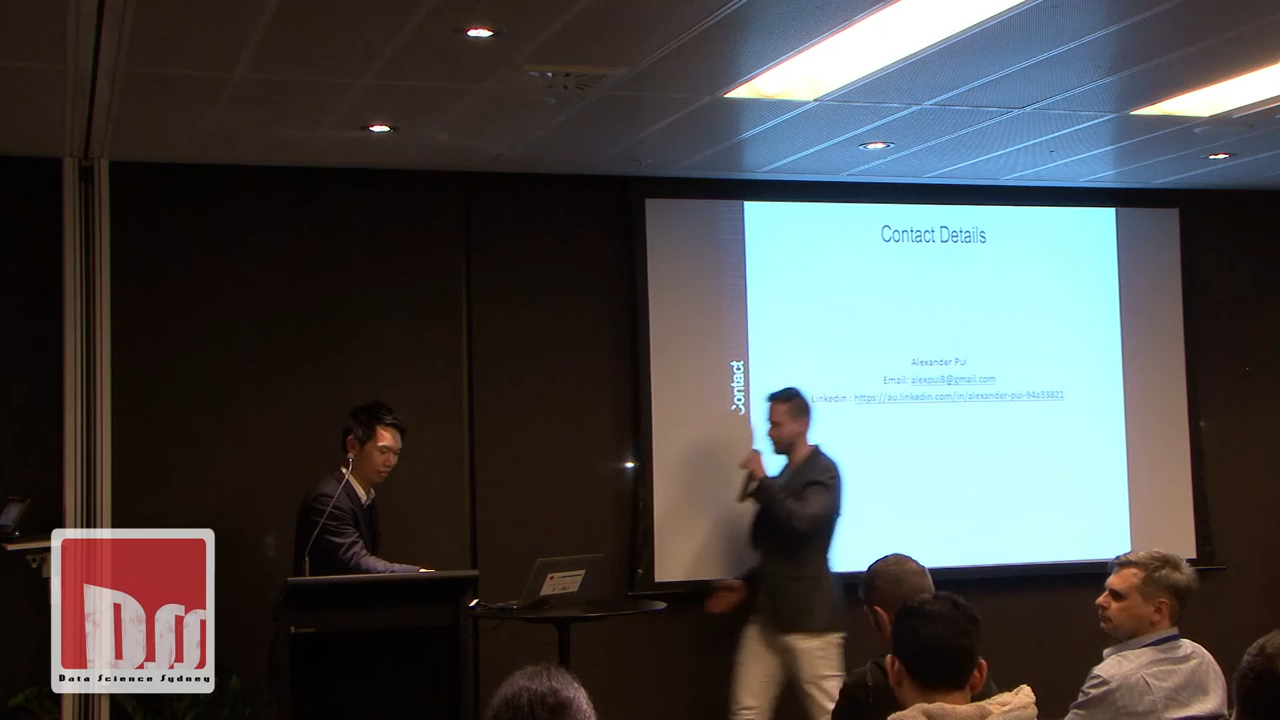 Contact Details
Contact
Alexander Pui
Email: alexpui8@gmail.com
Linkedin : https://au.linkedin.com/in/alexander-pui-94a33821
DSS
Data Science Sydney